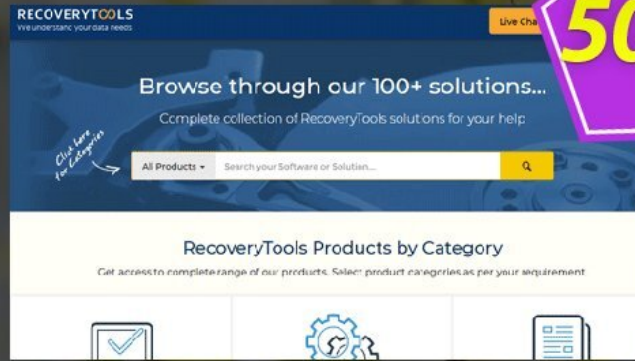 RECOVERYTOOLS
We understand your data needs
Live Cha
50
Browse through our 100+ solutions...
Complete collection of RecoveryTools solutions for your help
Click here
for Categories
All Products
Search your Software or Solution...
RecoveryTools Products by Category
Get access to complete range of our products. Select product categories as per your requirement